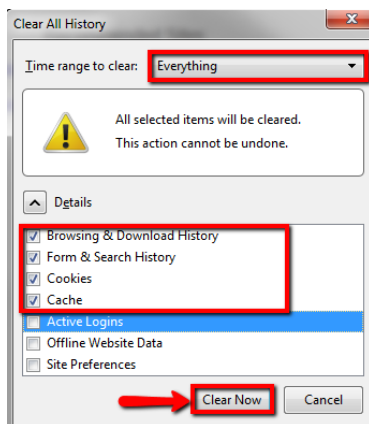 Clear All History
Time range to clear: Everything
All selected items will be cleared.
This action cannot be undone.
Details
Browsing & Download History
Form & Search History
Cookies
Cache
Active Logins
Offline Website Data
Site Preferences
Clear Now Cancel